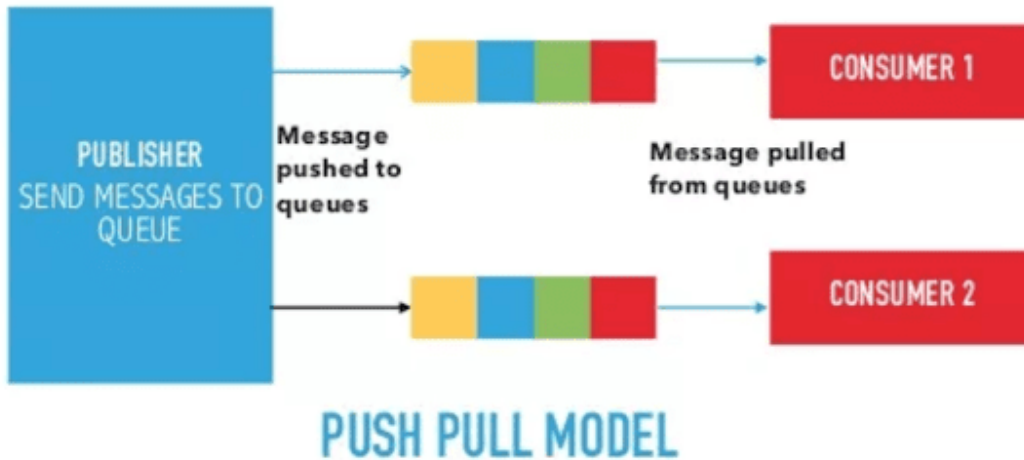 PUBLISHER
SEND MESSAGES TO
QUEUE
Message
pushed to
queues
Message pulled
from queues
CONSUMER 1
CONSUMER 2
PUSH PULL MODEL